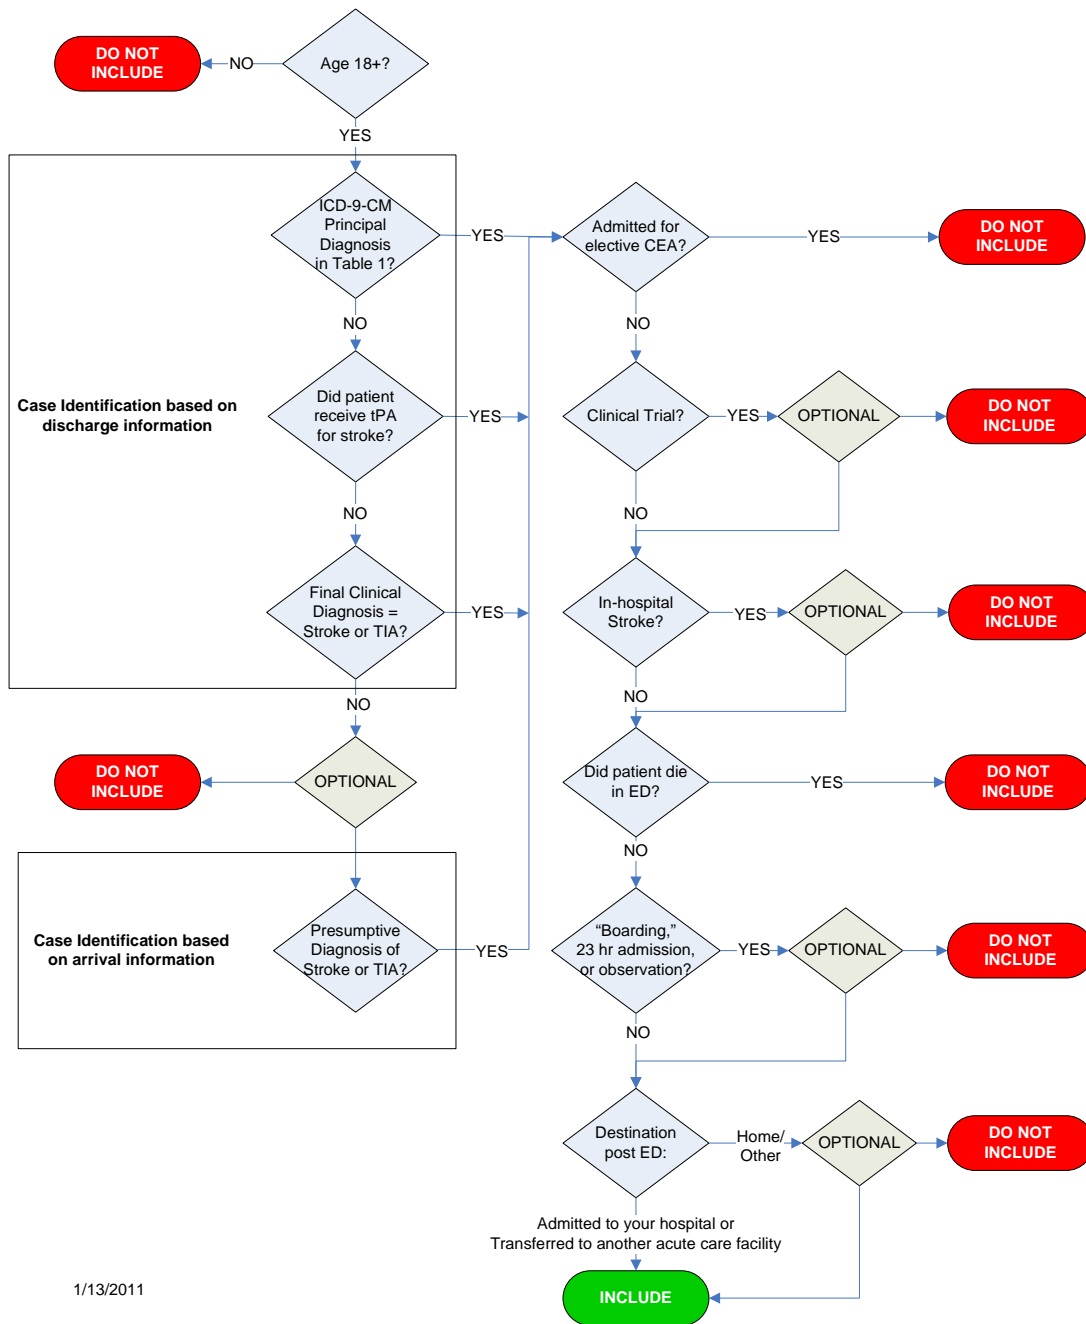 DO NOT
INCLUDE
NO
Age 18+?
YES
ICD-9-CM
Principal
Diagnosis
in Table 1?
YES
Admitted for
elective CEA?
YES
DO NOT
INCLUDE
NO
NO
Case Identification based on
discharge information
Did patient
receive tPA
for stroke?
YES
Clinical Trial?
YES
OPTIONAL
DO NOT
INCLUDE
NO
NO
Final Clinical
Diagnosis =
Stroke or TIA?
YES
In-hospital
Stroke?
YES
OPTIONAL
DO NOT
INCLUDE
NO
NO
DO NOT
INCLUDE
OPTIONAL
Did patient die
in ED?
YES
DO NOT
INCLUDE
NO
Case Identification based
on arrival information
Presumptive
Diagnosis of
Stroke or TIA?
YES
“Boarding,”
23 hr admission,
or observation?
YES
OPTIONAL
DO NOT
INCLUDE
NO
Destination
post ED:
Home/
Other
OPTIONAL
DO NOT
INCLUDE
Admitted to your hospital or
Transferred to another acute care facility
INCLUDE
1/13/2011